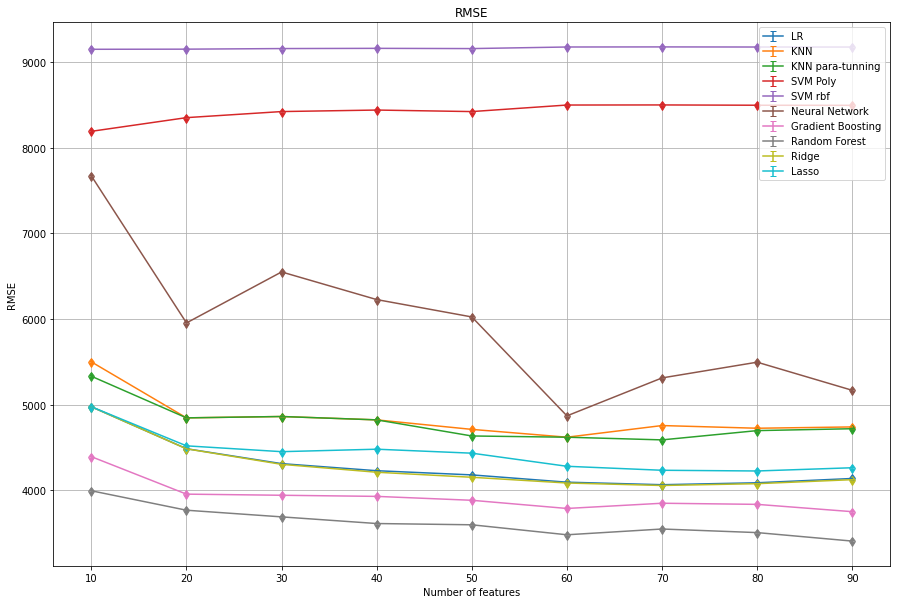 RMSE
9000
8000
7000
6000
5000
4000
RMSE
10 20 30 40 50 60 70 80 90
Number of features
LR
KNN
KNN para-tunning
SVM Poly
SVM rbf
Neural Network
Gradient Boosting
Random Forest
Ridge
Lasso